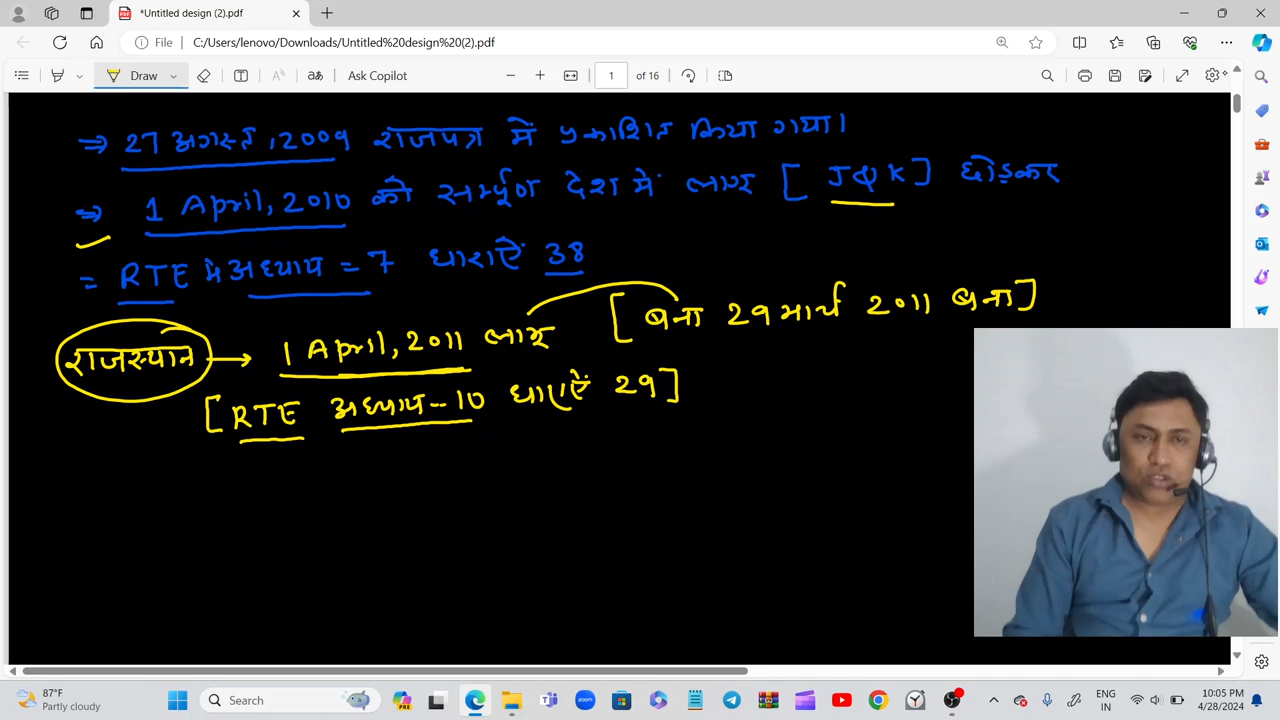 *Untitled design (2).pdf
File C:/Users/lenovo/Downloads/Untitled%20design%20(2).pdf
Draw Ask Copilot 1 of 16
→ 27 अगस्त, 2009 राजपत्र में प्रकाशित किया गया।
→ 1 April, 2010 को सम्पूर्ण देश में लागू [ J&K ] छोड़कर
= RTE में अध्याय = 7 धाराऐं 38
राजस्थान → 1 April, 2011 लागू [ बना 29 मार्च 2011 बना ]
[ RTE अध्याय - 10 धाराऐं 29 ]
87°F
Partly cloudy
Search
ENG
IN
10:05 PM
4/28/2024